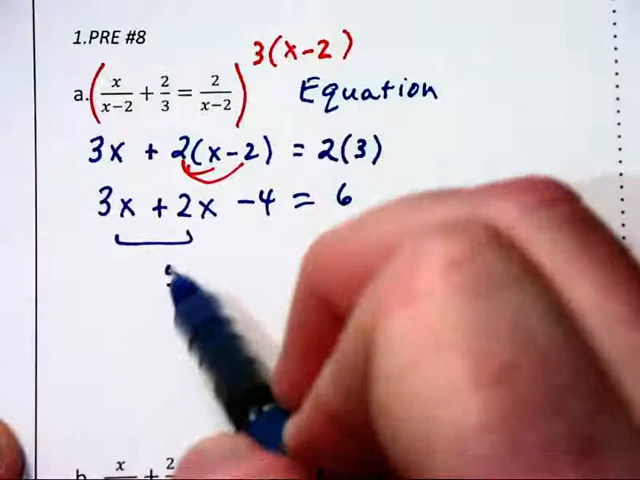 1.PRE #8
3(x-2)
a. (x/(x−2) + 2/3 = 2/(x−2)) Equation
3x + 2(x-2) = 2(3)
3x + 2x - 4 = 6
x + 2